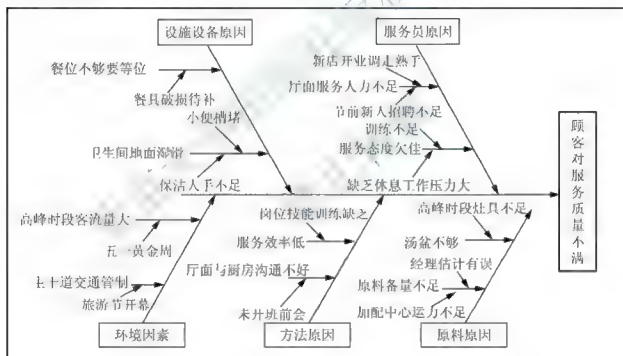 设施设备原因
服务员原因
餐位不够要等位
餐具破损待补
小便槽堵
卫生间地面湿滑
保洁人手不足
新店开业调走熟手
厅面服务人力不足
节前新人招聘不足
训练不足
服务态度欠佳
缺乏休息工作压力大
顾客对服务质量不满
高峰时段客流量大
五一黄金周
主干道交通管制
旅游节开幕
岗位技能训练缺乏
服务效率低
厅面与厨房沟通不好
未开班前会
高峰时段灶具不足
汤盆不够
经理估计有误
原料备量不足
加配中心运力不足
环境因素
方法原因
原料原因